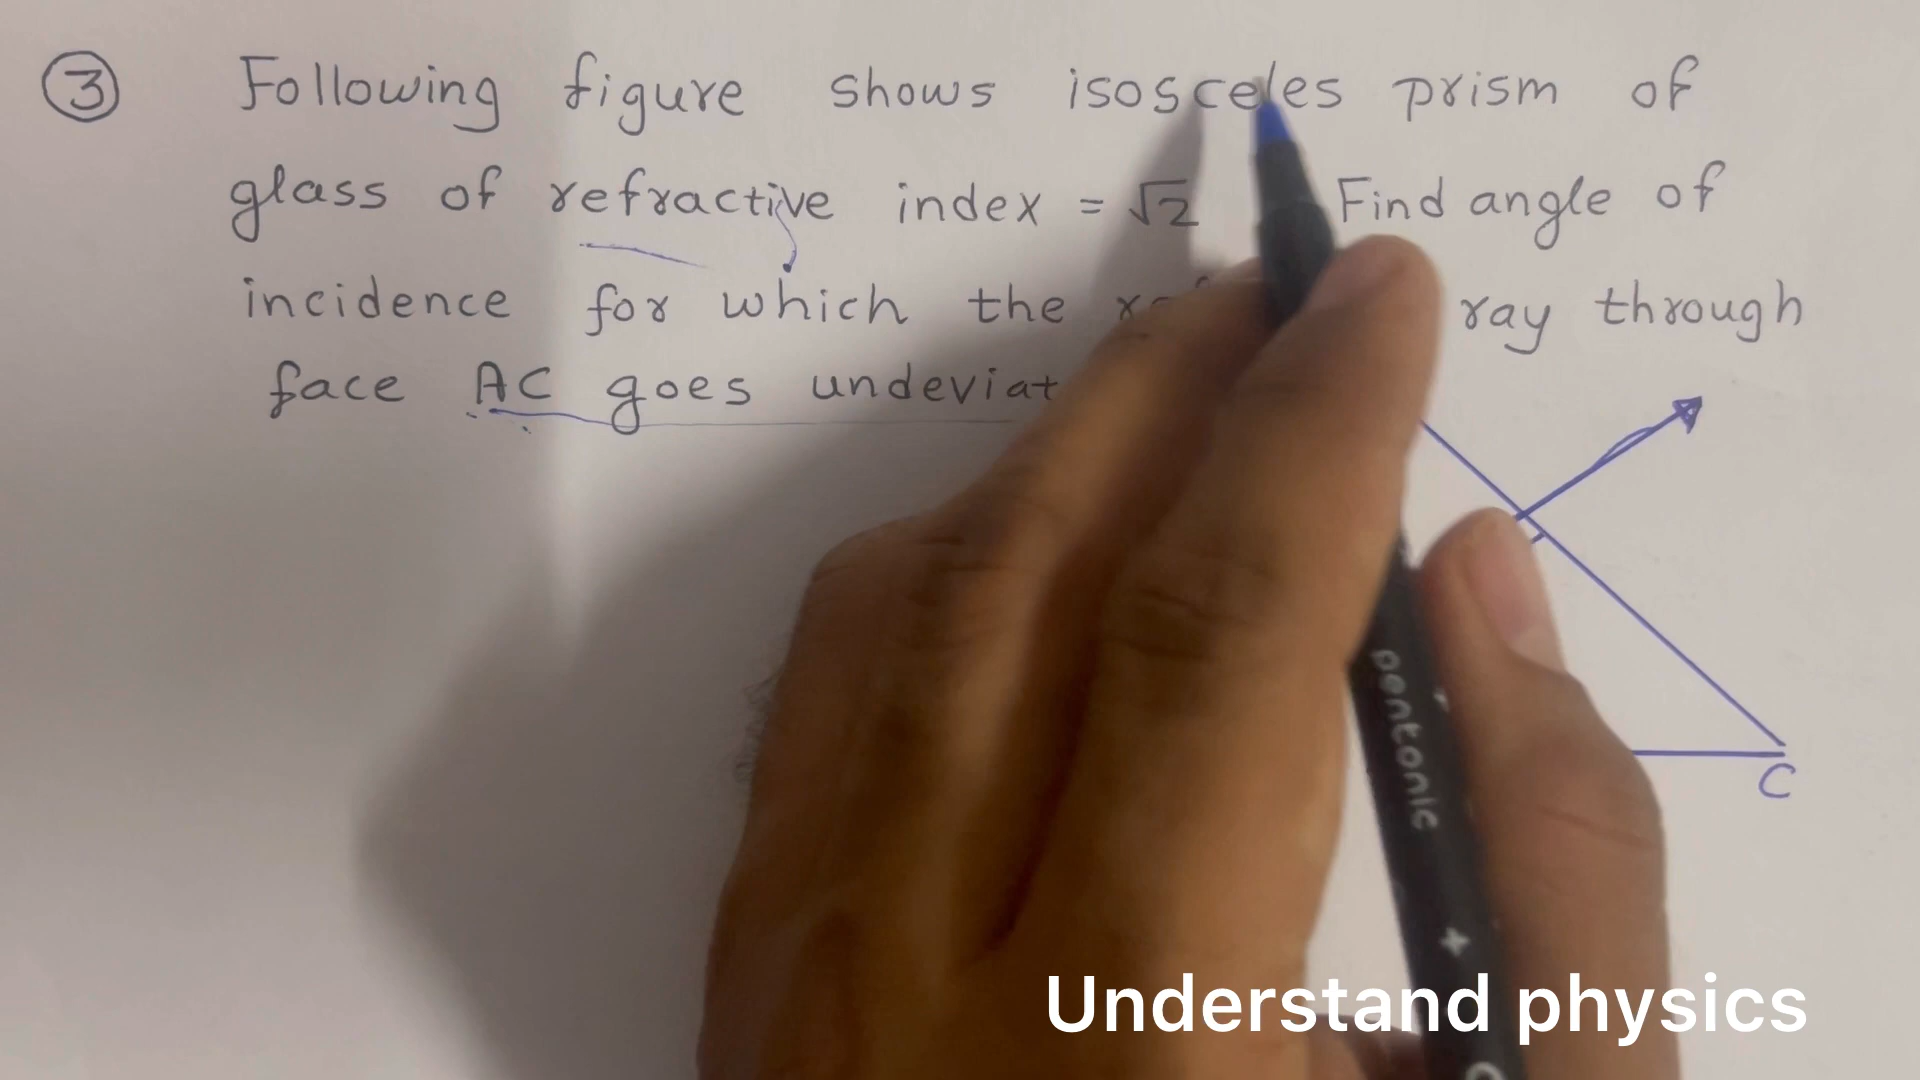 3 Following figure shows isosceles prism of
glass of refractive index = √2 Find angle of
incidence for which the ray through
face AC goes
C
pentonic
+
Understand physics